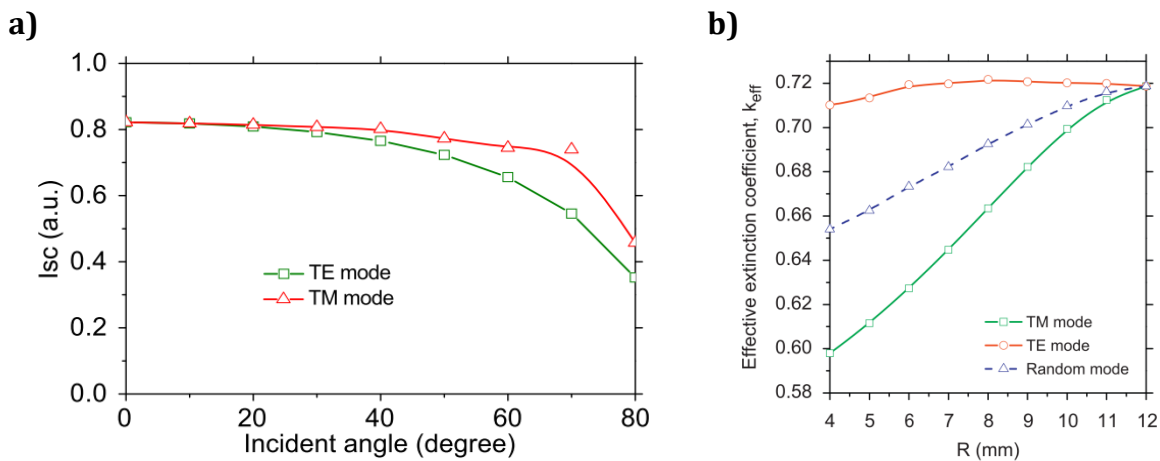 a)
Isc (a.u.)
1.0
0.8
0.6
0.4
0.2
0.0
TE mode
TM mode
0 20 40 60 80
Incident angle (degree)
b)
Effective extinction coefficient, keff
0.72
0.70
0.68
0.66
0.64
0.62
0.60
0.58
TM mode
TE mode
Random mode
4 5 6 7 8 9 10 11 12
R (mm)